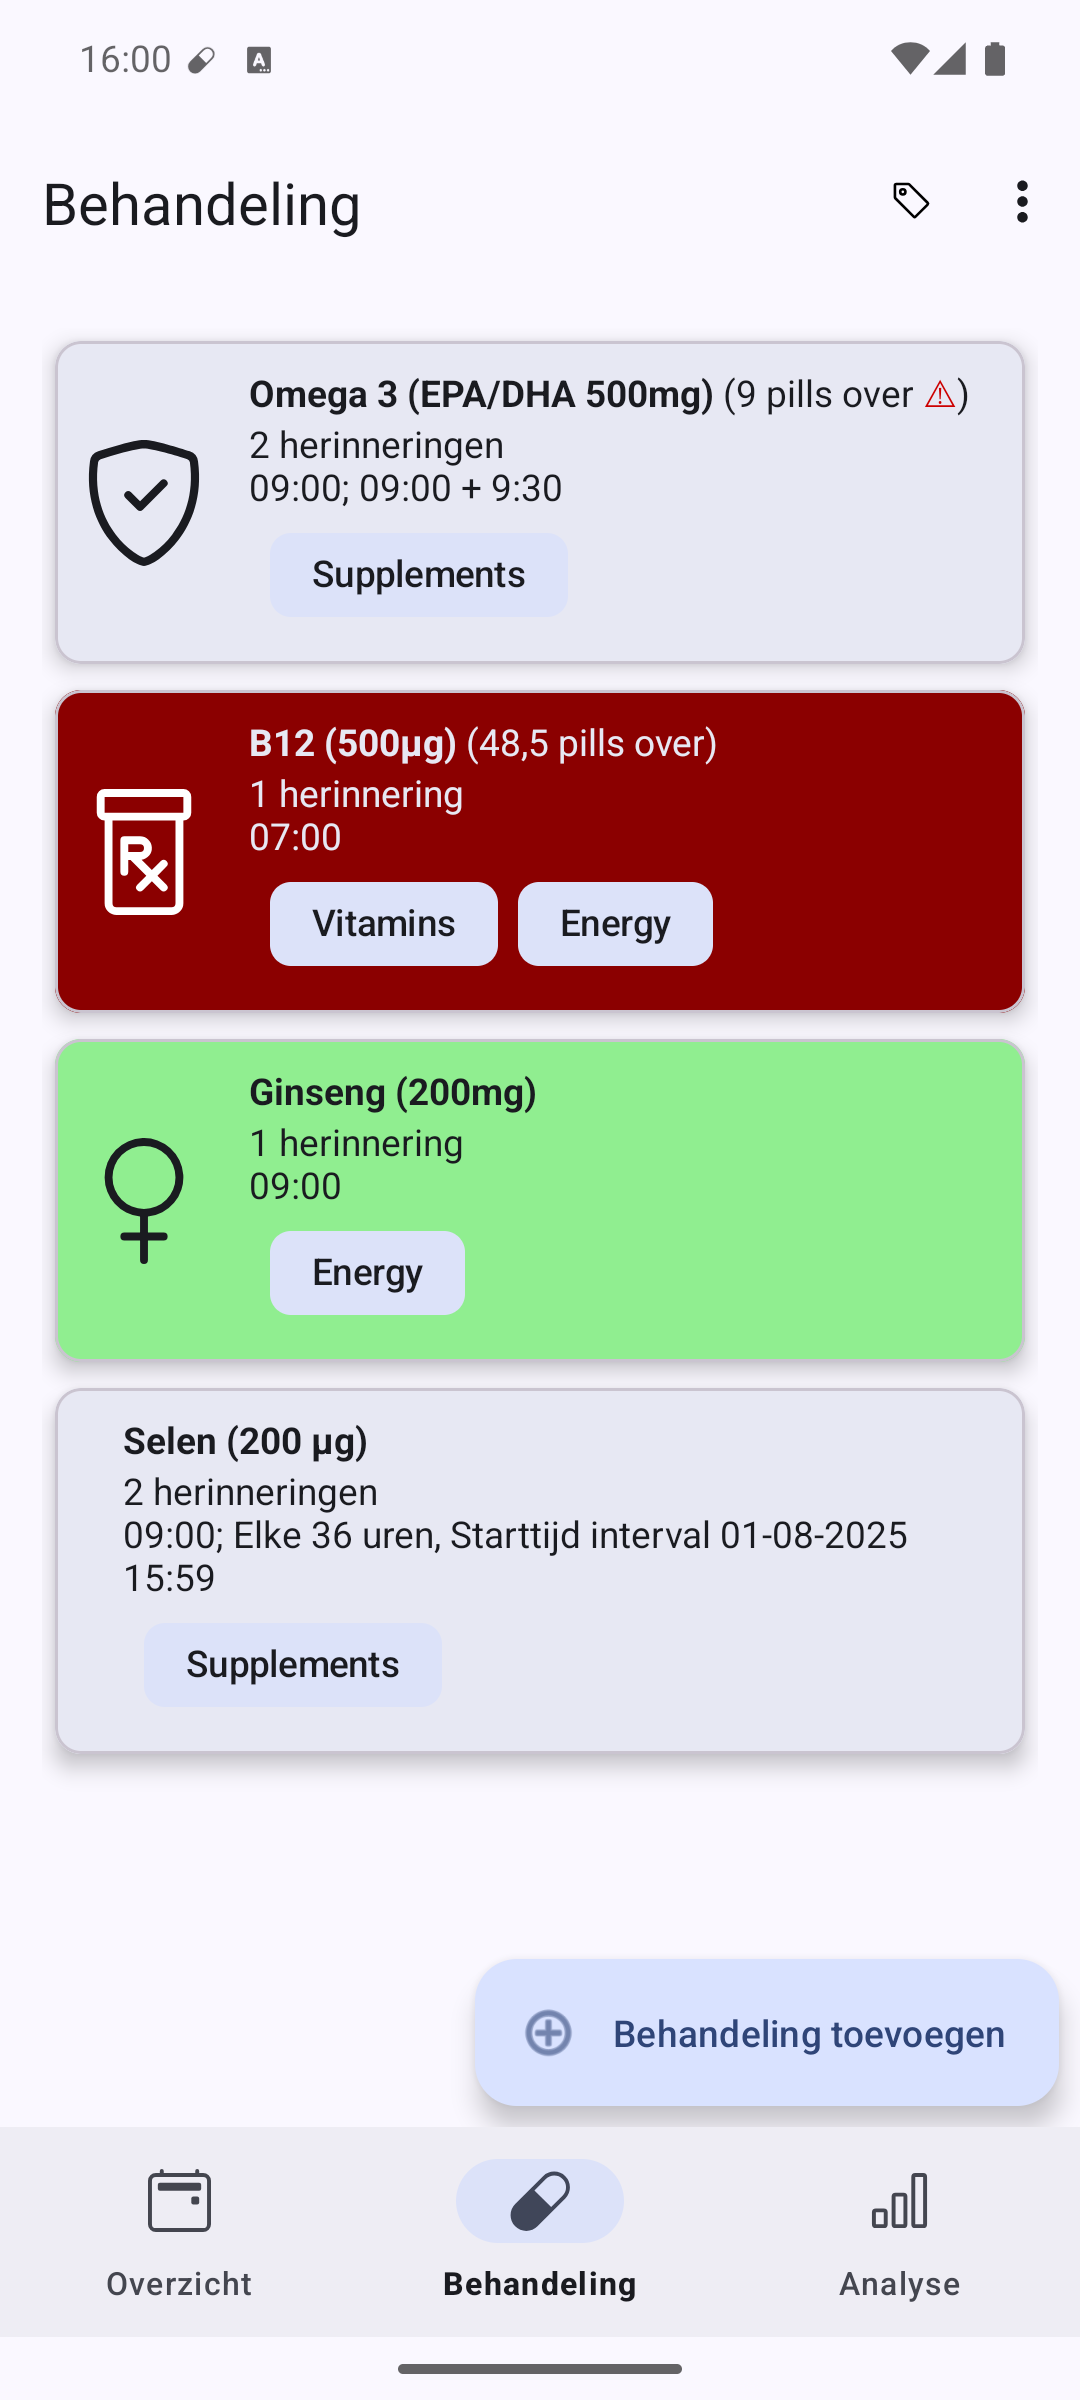 16:00
Behandeling
Omega 3 (EPA/DHA 500mg) (9 pills over ⚠)
2 herinneringen
09:00; 09:00 + 9:30
Supplements
B12 (500µg) (48,5 pills over)
1 herinnering
07:00
Vitamins Energy
Ginseng (200mg)
1 herinnering
09:00
Energy
Selen (200 µg)
2 herinneringen
09:00; Elke 36 uren, Starttijd interval 01-08-2025
15:59
Supplements
Behandeling toevoegen
Overzicht Behandeling Analyse